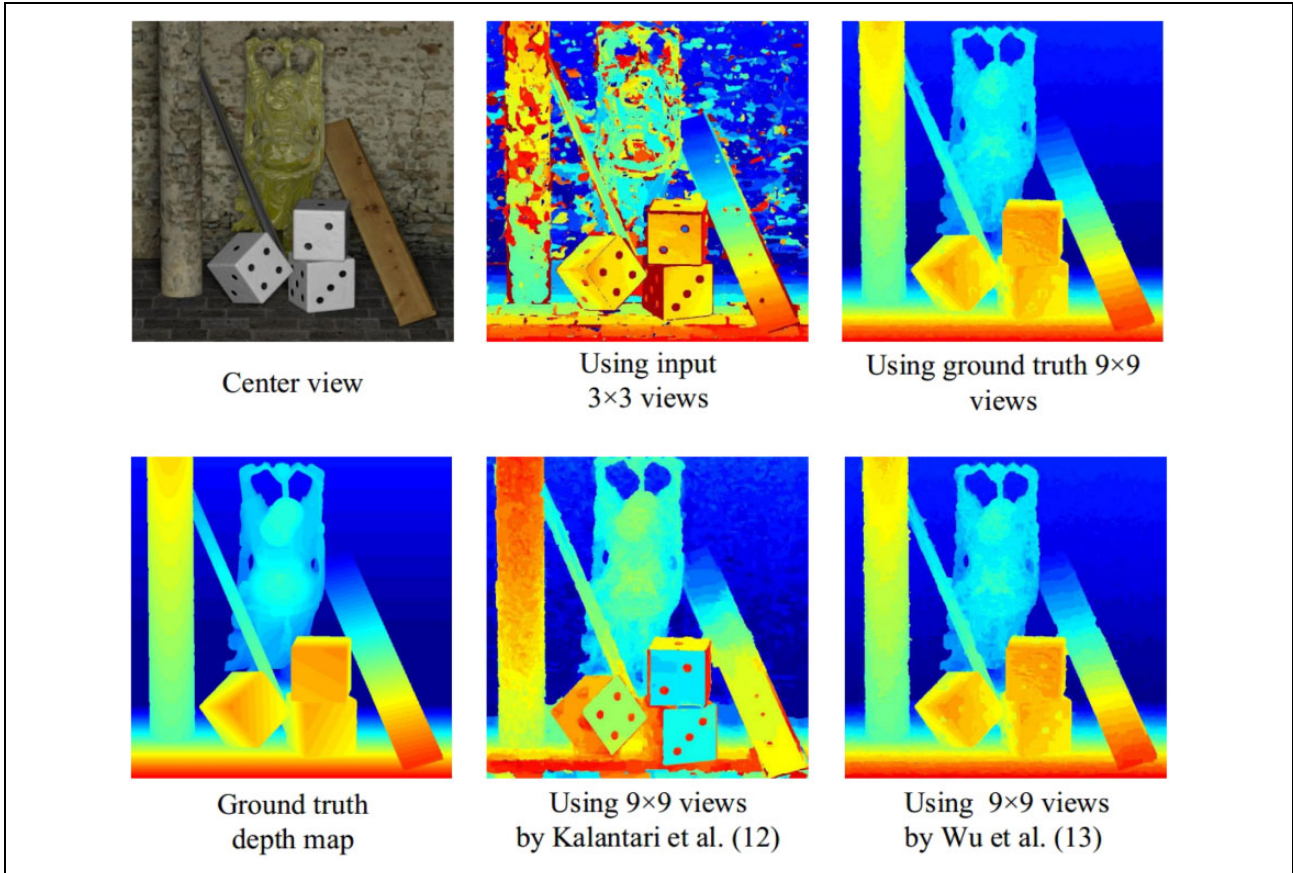 Center view
Using input
3×3 views
Using ground truth 9×9
views
Ground truth
depth map
Using 9×9 views
by Kalantari et al. (12)
Using 9×9 views
by Wu et al. (13)